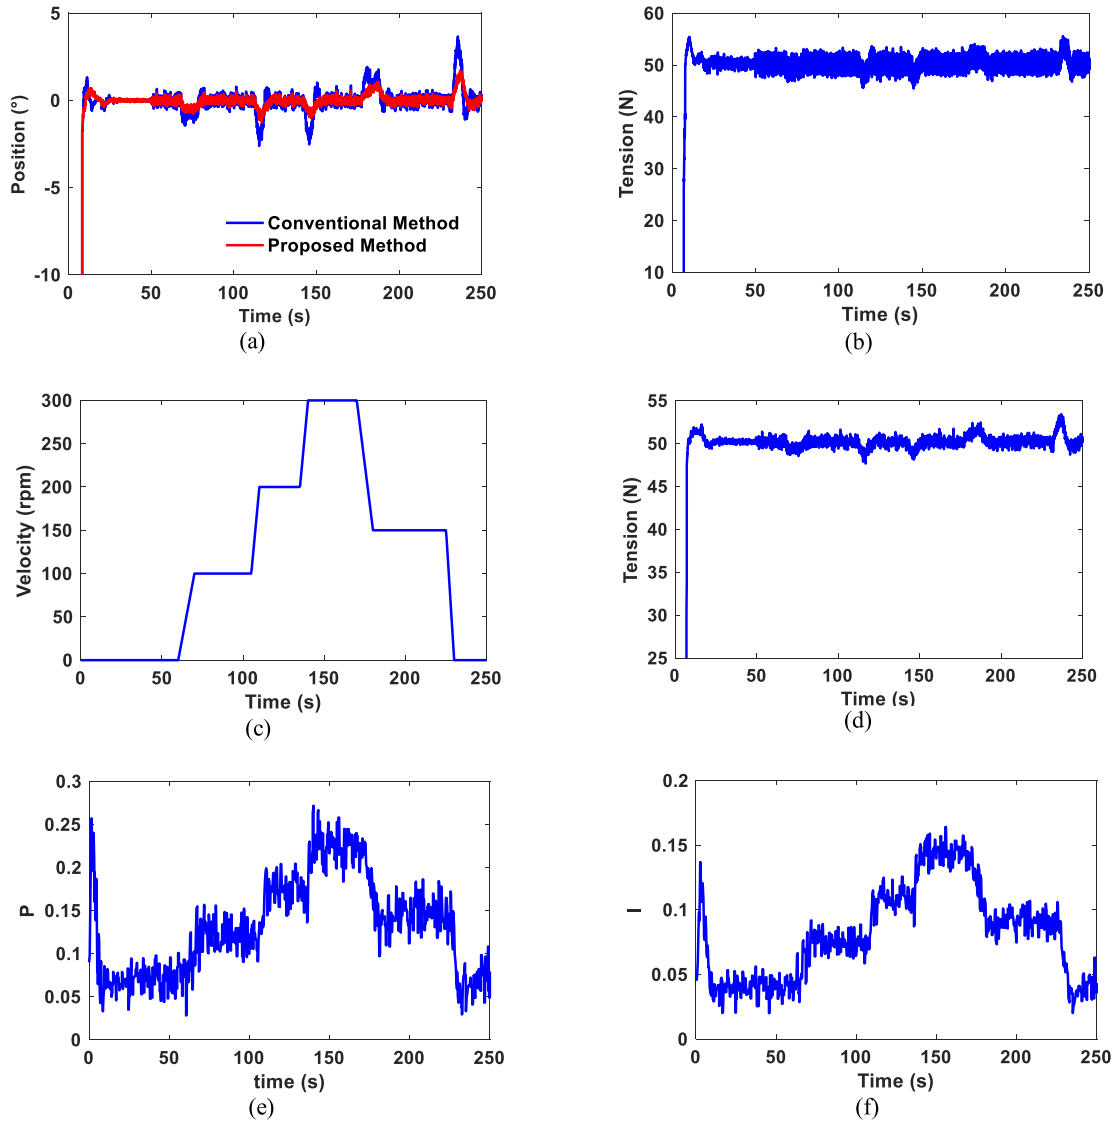 5
0
-5
-10
Position (°)
Conventional Method
Proposed Method
0 50 100 150 200 250
Time (s)
(a)
60
50
40
30
20
10
Tension (N)
0 50 100 150 200 250
Time (s)
(b)
300
250
200
150
100
50
0
Velocity (rpm)
0 50 100 150 200 250
Time (s)
(c)
55
50
45
40
35
30
25
Tension (N)
0 50 100 150 200 250
Time (s)
(d)
0.3
0.25
0.2
0.15
0.1
0.05
0
P
0 50 100 150 200 250
time (s)
(e)
0.2
0.15
0.1
0.05
0
I
0 50 100 150 200 250
Time (s)
(f)